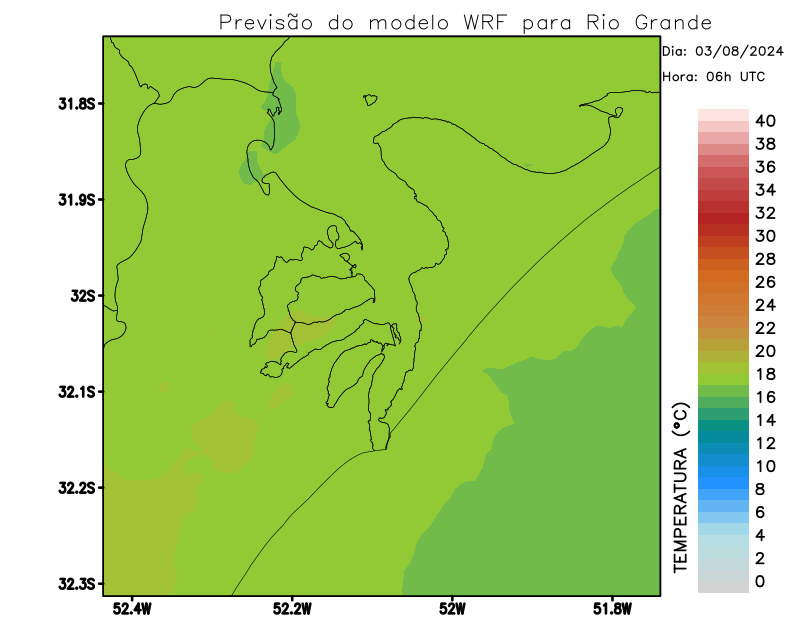 Previsão do modelo WRF para Rio Grande
Dia: 03/08/2024
Hora: 06h UTC
31.8S
31.9S
32S
32.1S
32.2S
32.3S
52.4W
52.2W
52W
51.8W
TEMPERATURA (°C)
40
38
36
34
32
30
28
26
24
22
20
18
16
14
12
10
8
6
4
2
0